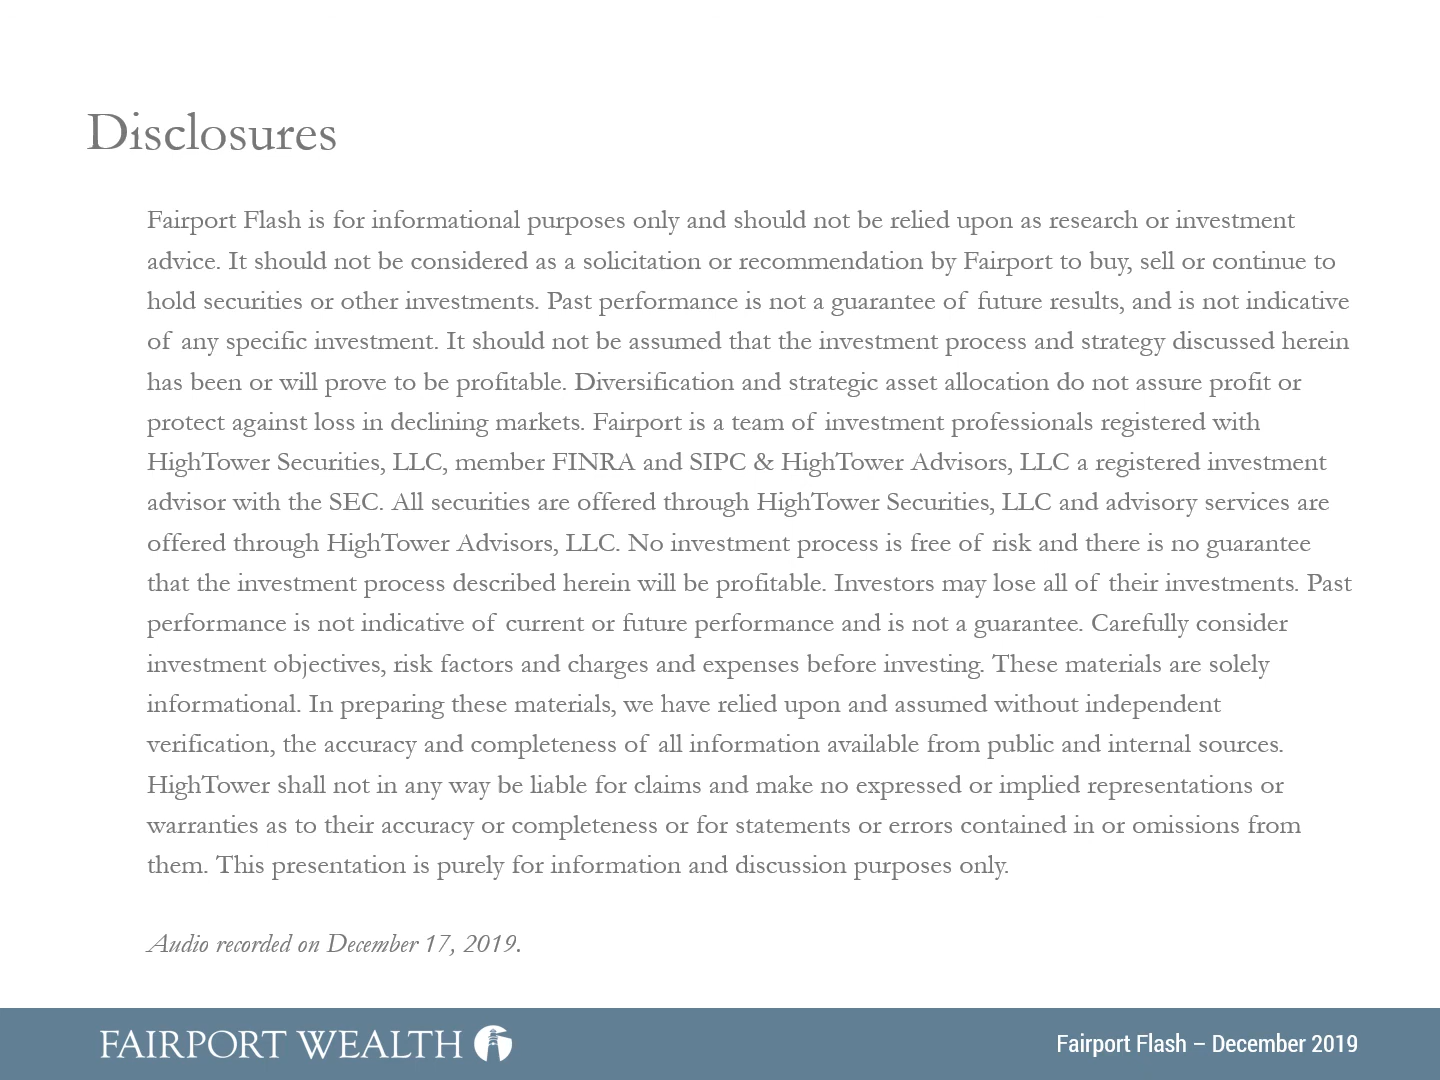 Disclosures
Fairport Flash is for informational purposes only and should not be relied upon as research or investment
advice. It should not be considered as a solicitation or recommendation by Fairport to buy, sell or continue to
hold securities or other investments. Past performance is not a guarantee of future results, and is not indicative
of any specific investment. It should not be assumed that the investment process and strategy discussed herein
has been or will prove to be profitable. Diversification and strategic asset allocation do not assure profit or
protect against loss in declining markets. Fairport is a team of investment professionals registered with
HighTower Securities, LLC, member FINRA and SIPC & HighTower Advisors, LLC a registered investment
advisor with the SEC. All securities are offered through HighTower Securities, LLC and advisory services are
offered through HighTower Advisors, LLC. No investment process is free of risk and there is no guarantee
that the investment process described herein will be profitable. Investors may lose all of their investments. Past
performance is not indicative of current or future performance and is not a guarantee. Carefully consider
investment objectives, risk factors and charges and expenses before investing. These materials are solely
informational. In preparing these materials, we have relied upon and assumed without independent
verification, the accuracy and completeness of all information available from public and internal sources.
HighTower shall not in any way be liable for claims and make no expressed or implied representations or
warranties as to their accuracy or completeness or for statements or errors contained in or omissions from
them. This presentation is purely for information and discussion purposes only.
Audio recorded on December 17, 2019.
FAIRPORT WEALTH
Fairport Flash – December 2019